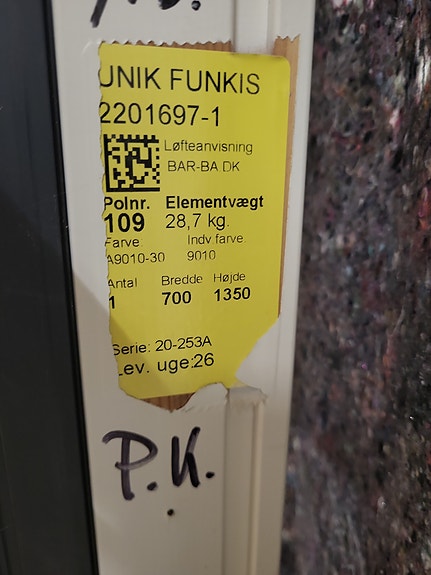 UNIK FUNKIS
2201697-1
Løfteanvisning
BAR-BA DK
Polnr. Elementvægt
109 28,7 kg.
Farve Indv.farve.
A9010-30 9010
Antal Bredde Højde
1 700 1350
Serie: 20-253A
Lev. uge:26
P.K.